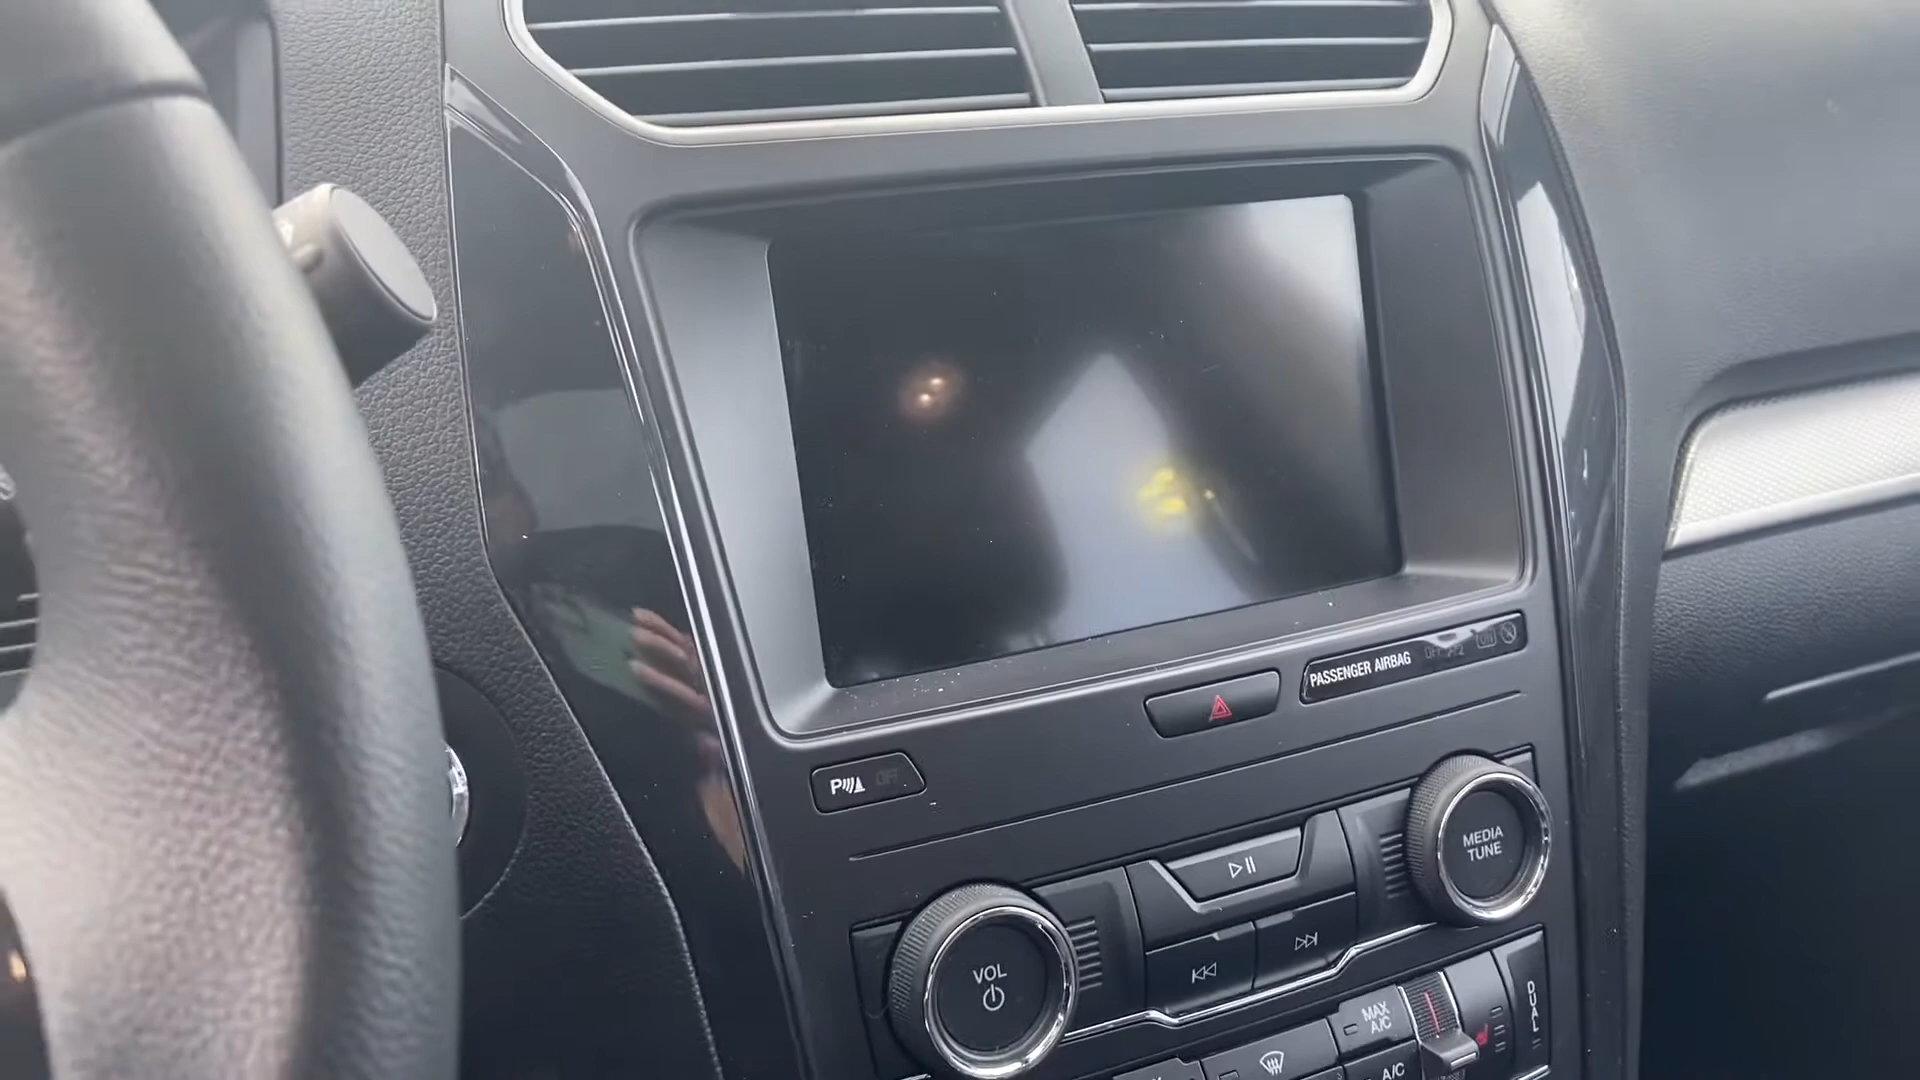 PASSENGER AIRBAG OFF
P OFF
MEDIA
TUNE
VOL
MAX
A/C
DUAL
A/C